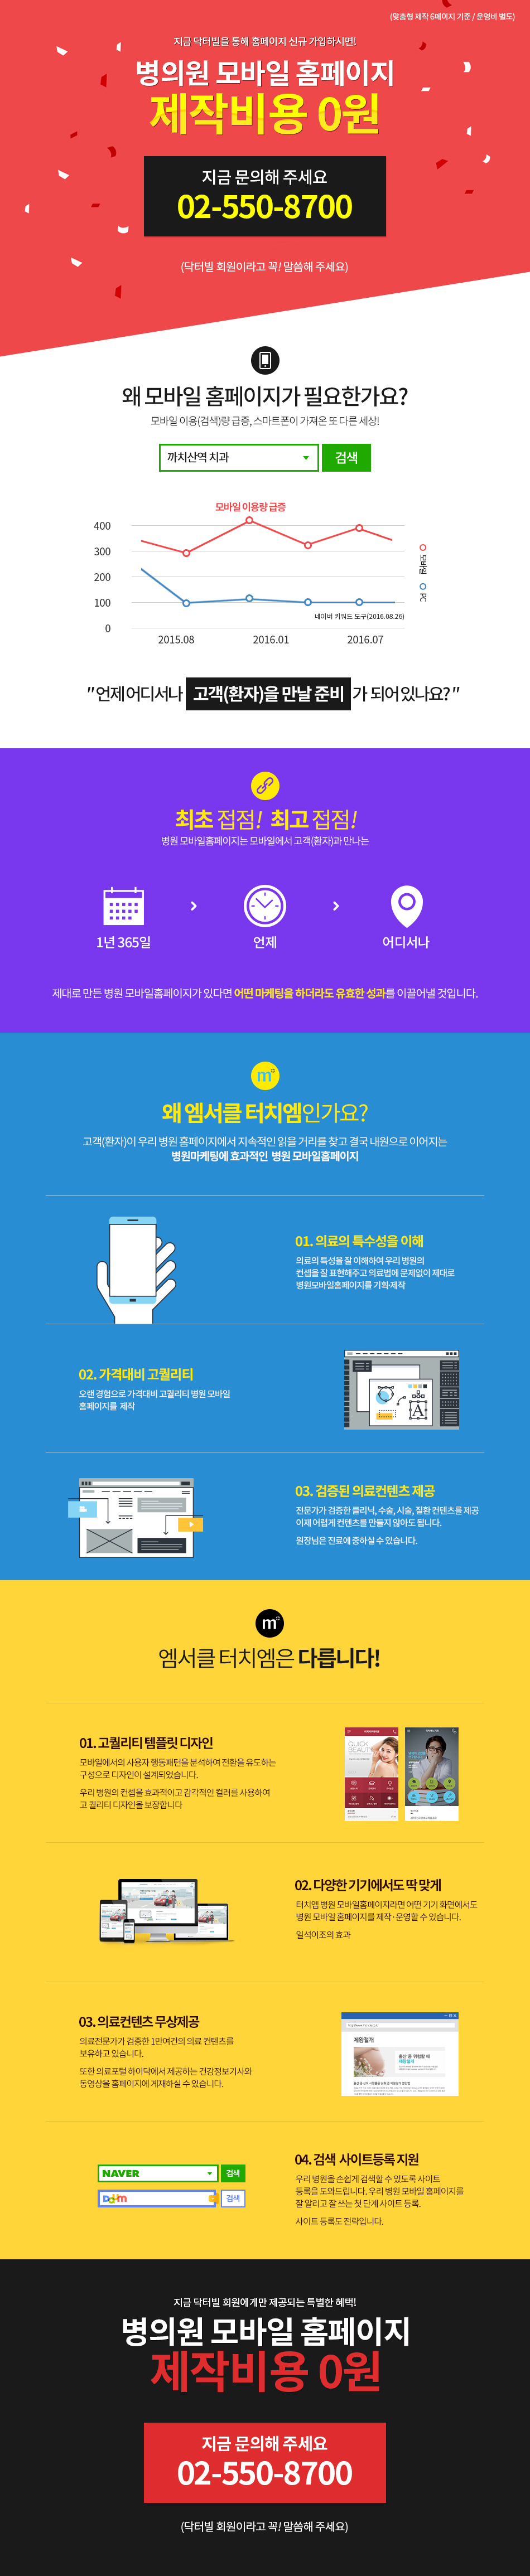 (맞춤형 제작 6페이지 기준 / 운영비 별도)
지금 닥터빌을 통해 홈페이지 신규 가입하시면!
병의원 모바일 홈페이지
제작비용 0원
지금 문의해 주세요
02-550-8700
(닥터빌 회원이라고 꼭! 말씀해 주세요)
왜 모바일 홈페이지가 필요한가요?
모바일 이용(검색)량 급증, 스마트폰이 가져온 또 다른 세상!
까치산역 치과
검색
모바일 이용량 급증
400
300
200
100
0
모바일
PC
네이버 키워드 도구(2016.08.26)
2015.08 2016.01 2016.07
"언제 어디서나 고객(환자)을 만날 준비가 되어 있나요?"
최초 접점! 최고 접점!
병원 모바일홈페이지는 모바일에서 고객(환자)과 만나는
1년 365일
언제
어디서나
제대로 만든 병원 모바일홈페이지가 있다면 어떤 마케팅을 하더라도 유효한 성과를 이끌어낼 것입니다.
m
왜 엠서클 터치엠인가요?
고객(환자)이 우리 병원 홈페이지에서 지속적인 읽을 거리를 찾고 결국 내원으로 이어지는
병원마케팅에 효과적인 병원 모바일홈페이지
01. 의료의 특수성을 이해
의료의 특성을 잘 이해하여 우리 병원의
컨셉을 잘 표현해주고 의료법에 문제없이 제대로
병원모바일홈페이지를 기획·제작
02. 가격대비 고퀄리티
오랜 경험으로 가격대비 고퀄리티 병원 모바일
홈페이지를 제작
A
03. 검증된 의료컨텐츠 제공
전문가가 검증한 클리닉, 수술, 시술, 질환 컨텐츠를 제공
이제 어렵게 컨텐츠를 만들지 않아도 됩니다.
원장님은 진료에 중하실 수 있습니다.
m
엠서클 터치엠은 다릅니다!
01. 고퀄리티 템플릿 디자인
모바일에서의 사용자 행동패턴을 분석하여 전환을 유도하는
구성으로 디자인이 설계되었습니다.
우리 병원의 컨셉을 효과적이고 감각적인 컬러를 사용하여
고 퀄리티 디자인을 보장합니다
QUICK
BEAUTY
02. 다양한 기기에서도 딱 맞게
터치엠 병원 모바일홈페이지라면 어떤 기기 화면에서도
병원 모바일 홈페이지를 제작·운영할 수 있습니다.
일석이조의 효과
03. 의료컨텐츠 무상제공
의료전문가가 검증한 1만여건의 의료 컨텐츠를
보유하고 있습니다.
또한 의료포털 하이닥에서 제공하는 건강정보기사와
동영상을 홈페이지에 게재하실 수 있습니다.
제왕절개
출산 중 위험할 때
제왕절개
04. 검색 사이트등록 지원
우리 병원을 손쉽게 검색할 수 있도록 사이트
등록을 도와드립니다. 우리 병원 모바일 홈페이지를
잘 알리고 잘 쓰는 첫 단계 사이트 등록.
사이트 등록도 전략입니다.
NAVER
검색
Daum
검색
지금 닥터빌 회원에게만 제공되는 특별한 혜택!
병의원 모바일 홈페이지
제작비용 0원
지금 문의해 주세요
02-550-8700
(닥터빌 회원이라고 꼭! 말씀해 주세요)